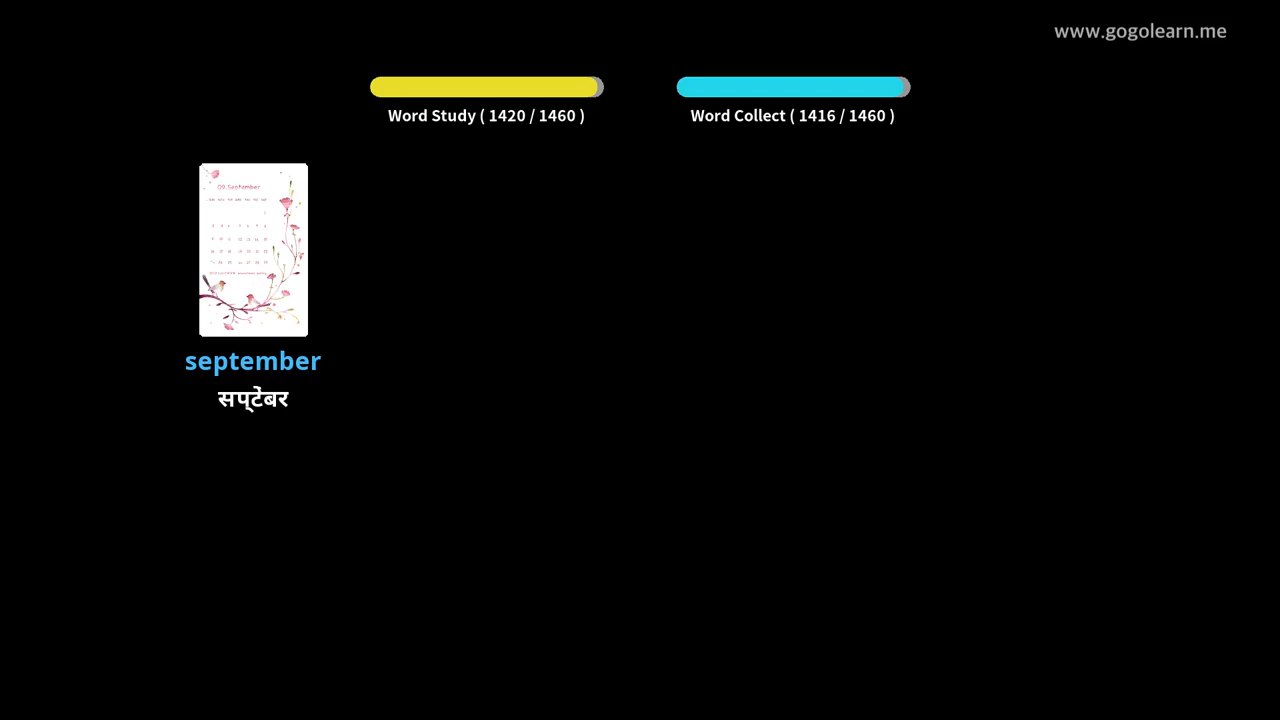 www.gogolearn.me
Word Study ( 1420 / 1460 )
Word Collect ( 1416 / 1460 )
09.September
september
सप्टेंबर